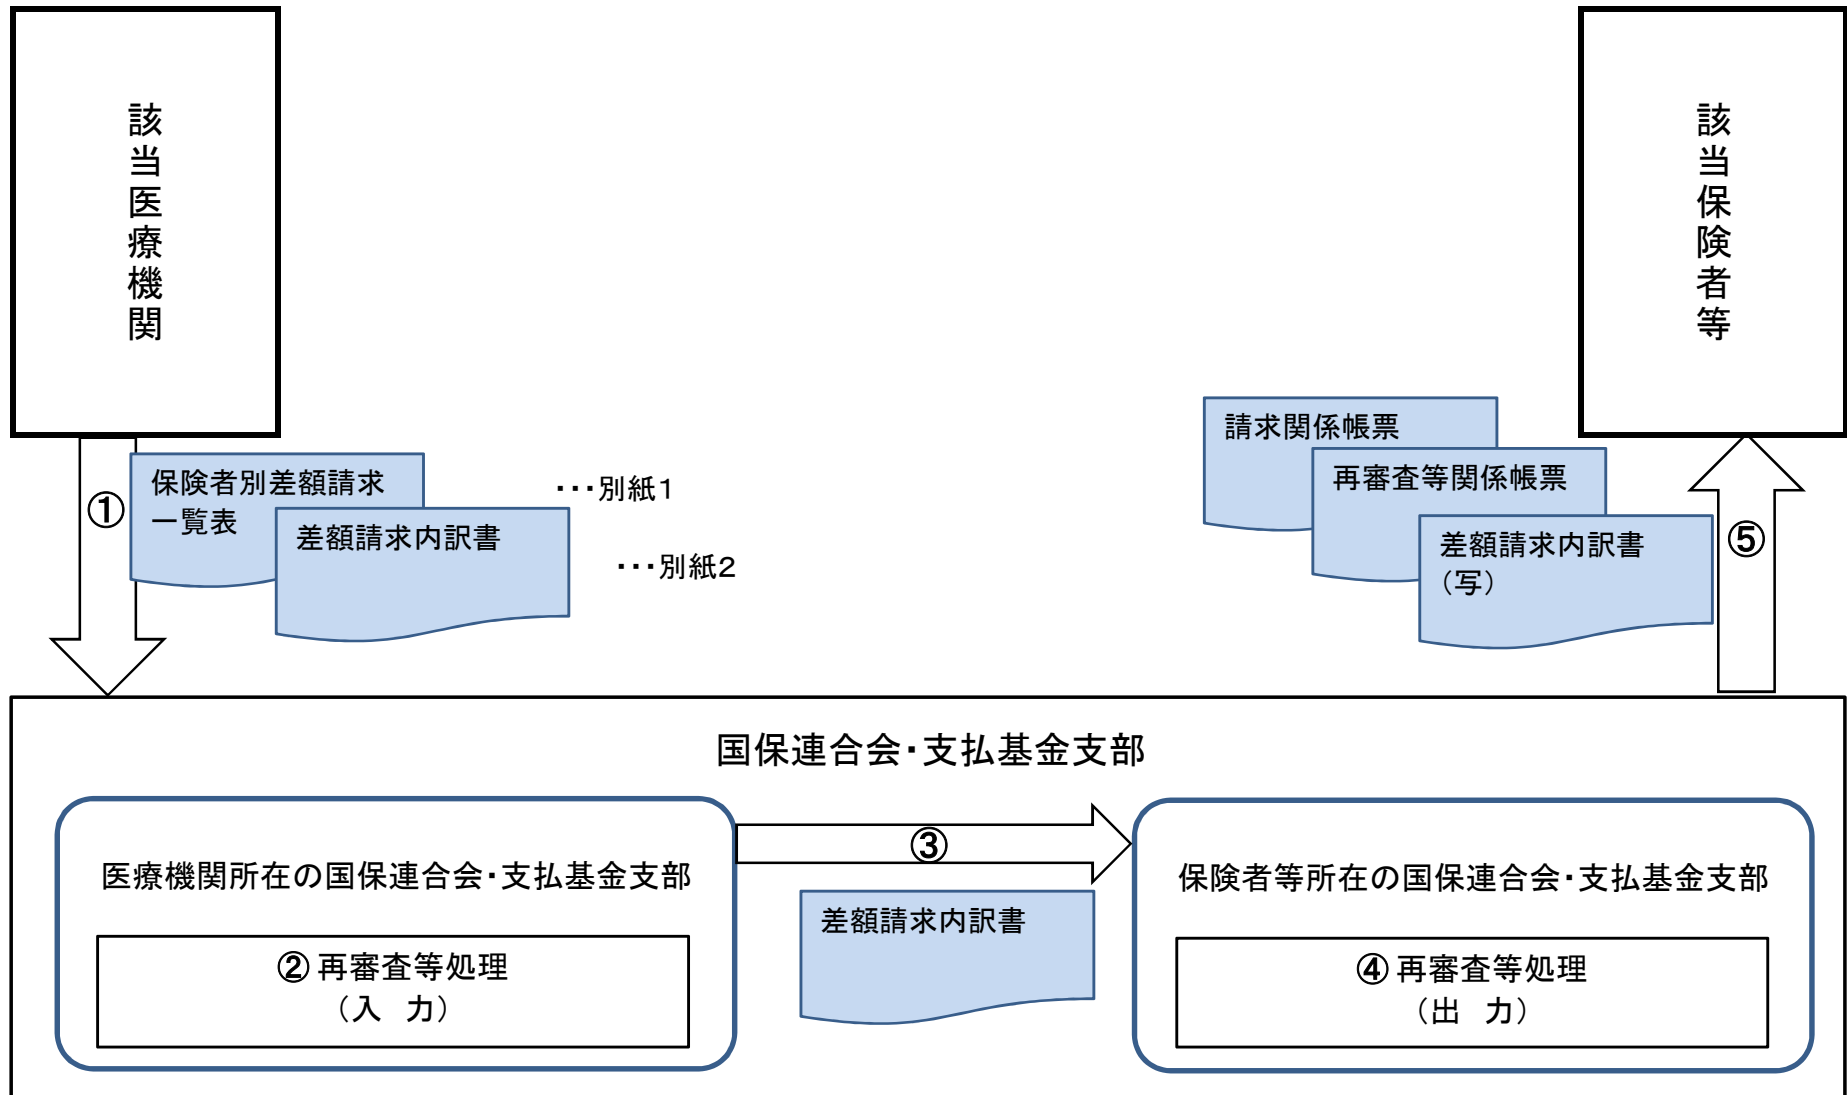 該当医療機関
該当保険者等
①
保険者別差額請求
一覧表
･･･別紙1
差額請求内訳書
･･･別紙2
請求関係帳票
再審査等関係帳票
差額請求内訳書
（写）
⑤
国保連合会・支払基金支部
医療機関所在の国保連合会・支払基金支部
②再審査等処理
（入　力）
③
差額請求内訳書
保険者等所在の国保連合会・支払基金支部
④再審査等処理
（出　力）